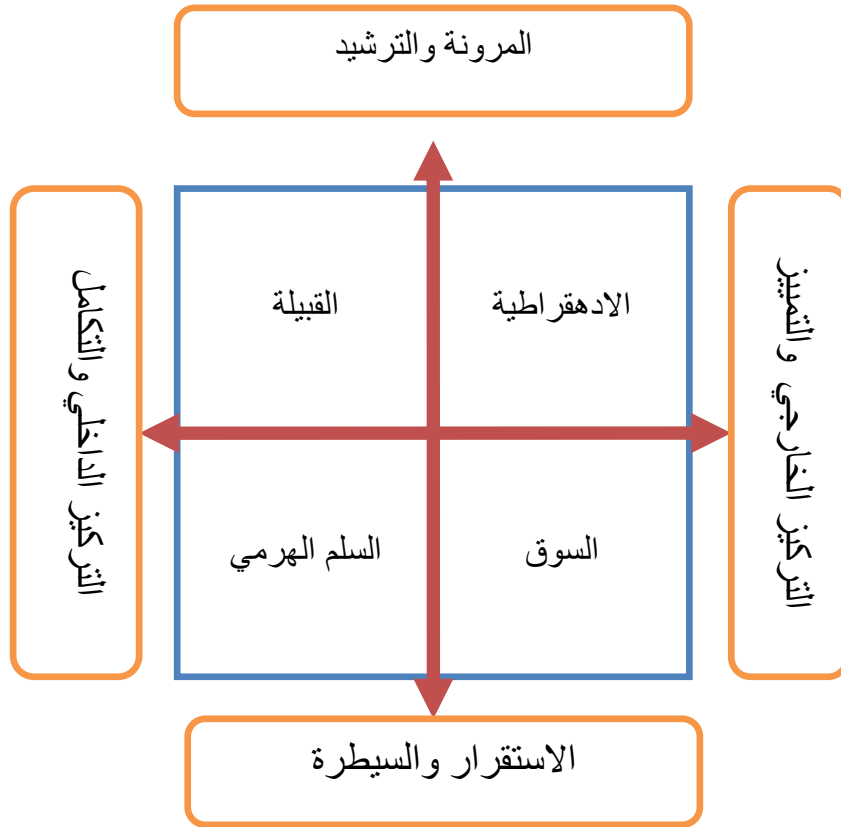 المرونة والترشيد
التركيز الخارجي والتمييز
الادهقراطية
القبيلة
التركيز الداخلي والتكامل
السوق
السلم الهرمي
الاستقرار والسيطرة